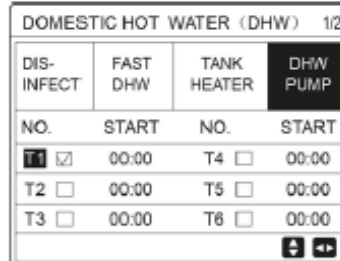 DOMESTIC HOT WATER (DHW) 1/2
DIS-INFECT FAST DHW TANK HEATER DHW PUMP
NO. START NO. START
T1 ☑ 00:00 T4 ☐ 00:00
T2 ☐ 00:00 T5 ☐ 00:00
T3 ☐ 00:00 T6 ☐ 00:00